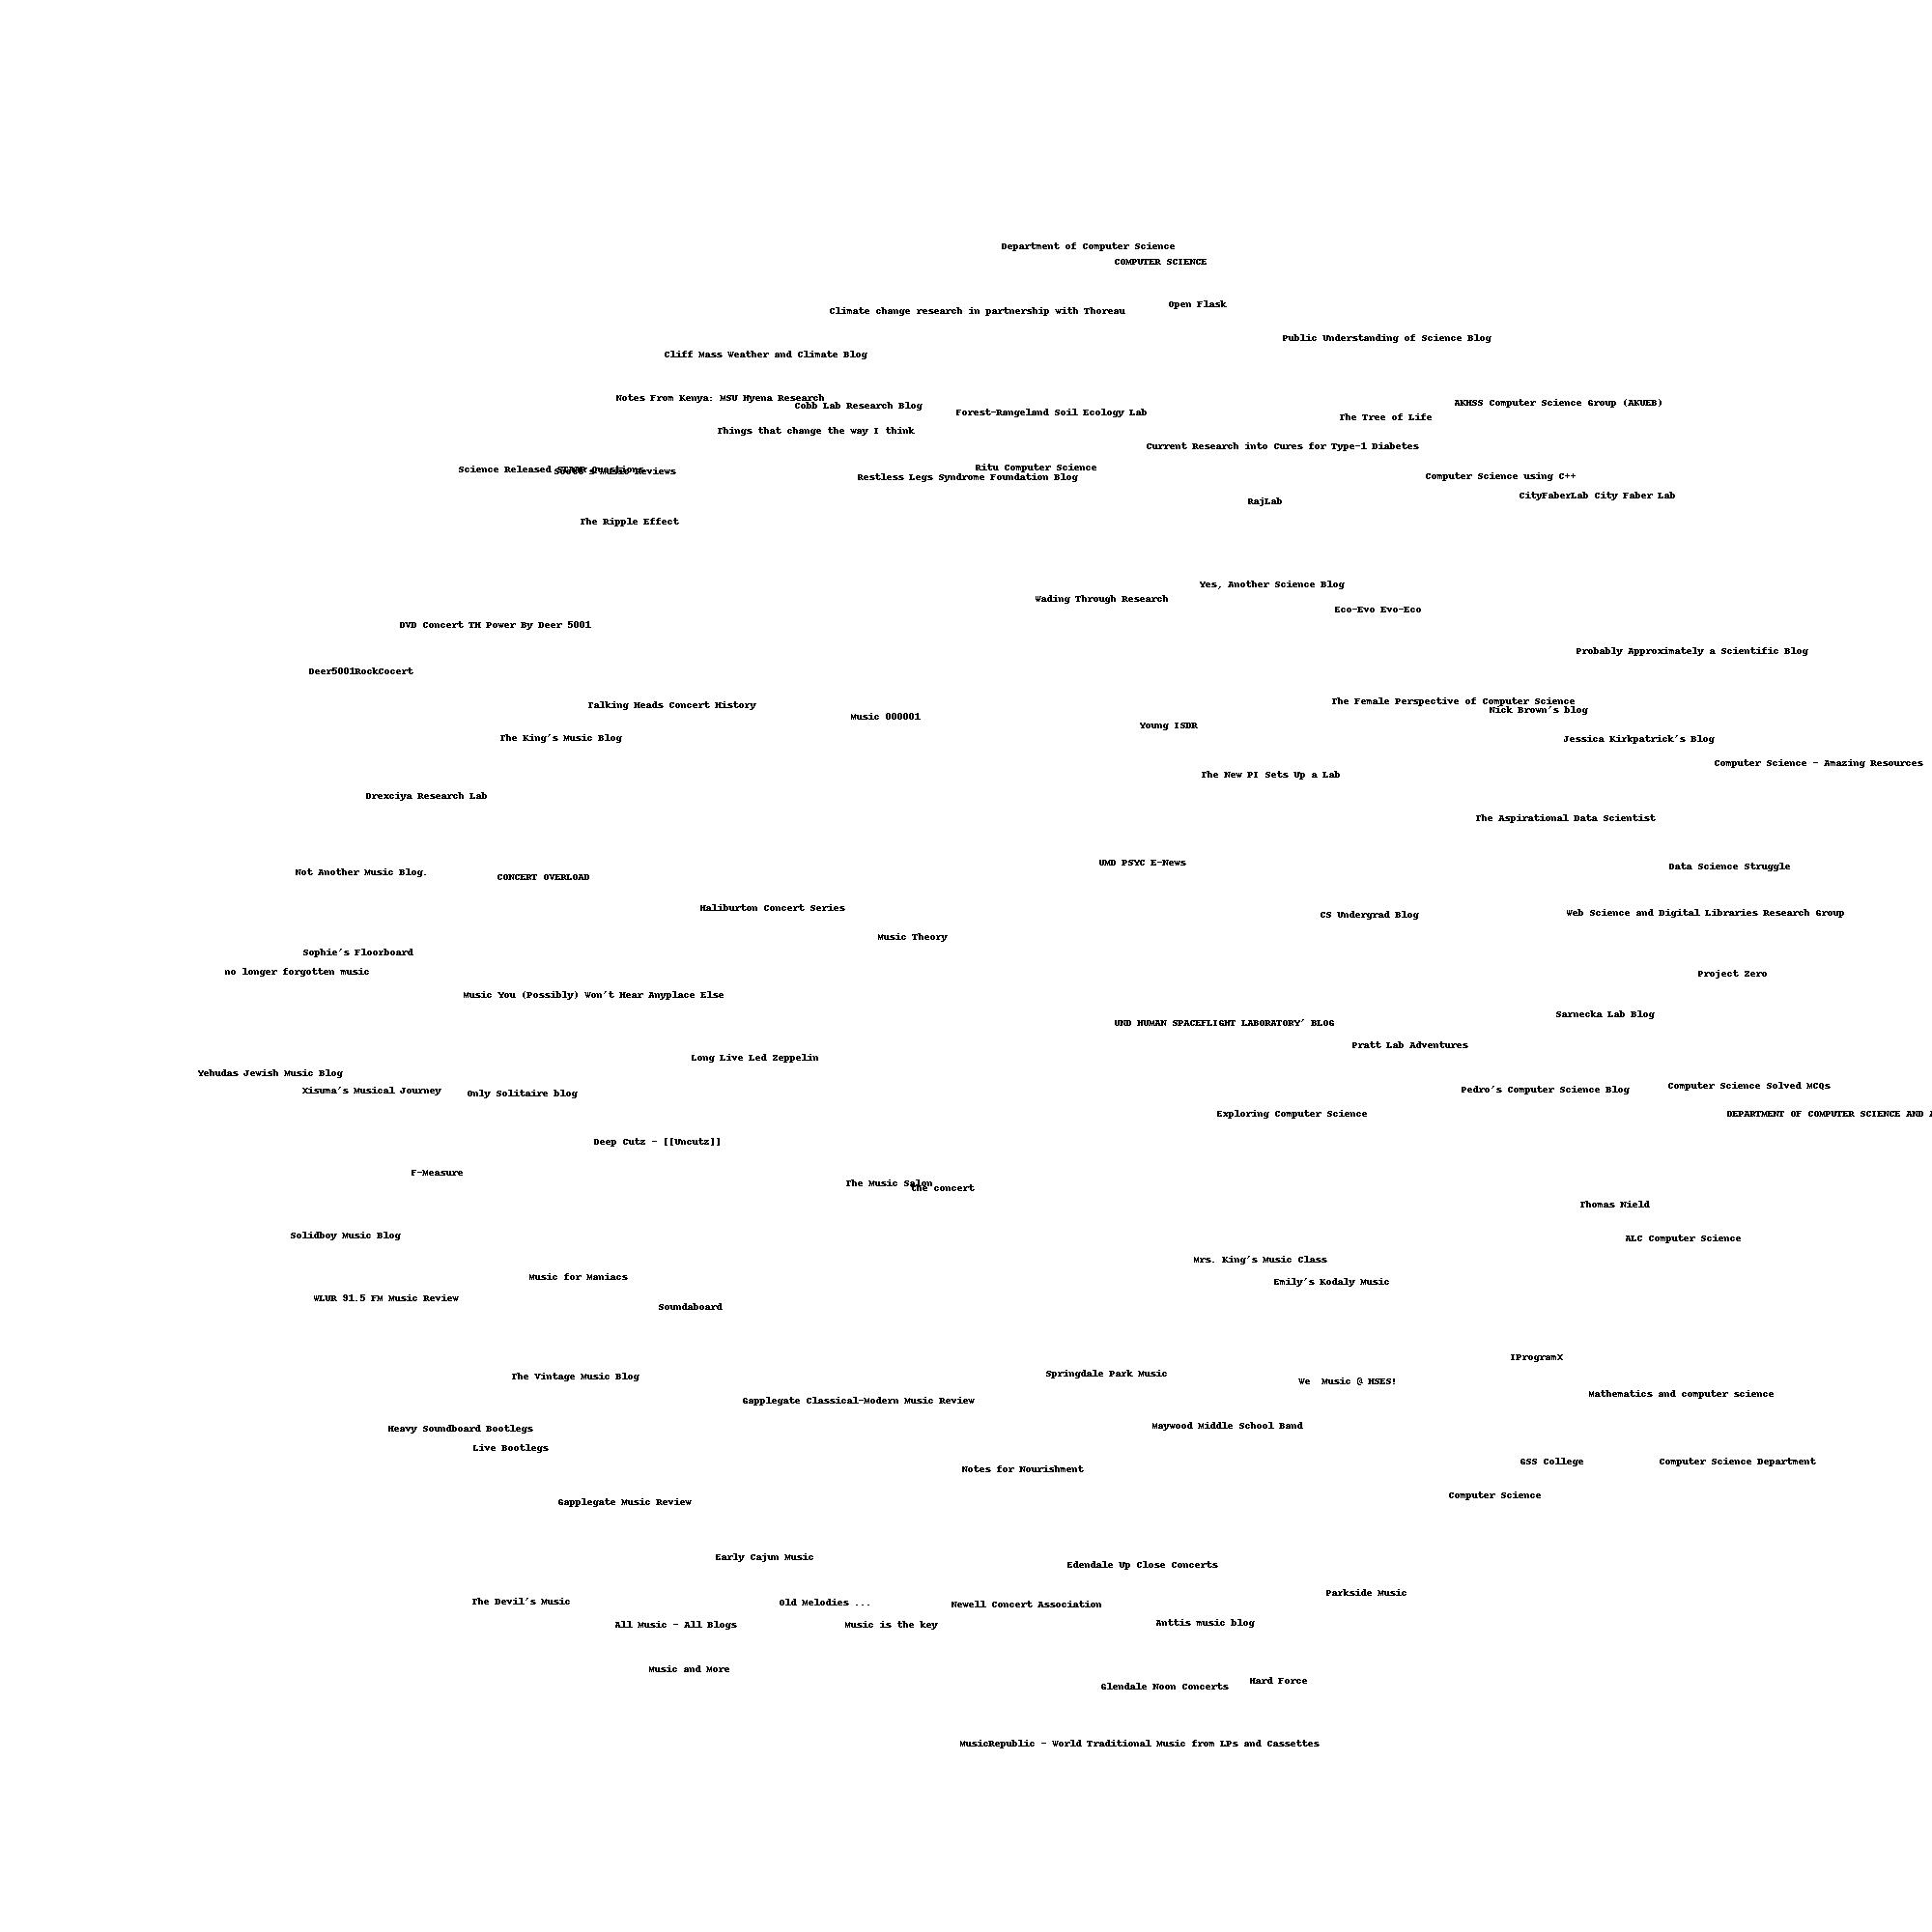 Department of Computer Science
COMPUTER SCIENCE
Open Flask
Climate change research in partnership with Thoreau
Public Understanding of Science Blog
Cliff Mass Weather and Climate Blog
Notes From Kenya: MSU Hyena Research
Cobb Lab Research Blog
AKHSS Computer Science Group (AKUEB)
Forest-Rangeland Soil Ecology Lab
The Tree of Life
Things that change the way I think
Current Research into Cures for Type-1 Diabetes
Ritu Computer Science
Science Released STAAR Questions
Scott's Music Reviews
Restless Legs Syndrome Foundation Blog
Computer Science using C++
CityFaberLab City Faber Lab
RajLab
The Ripple Effect
Yes, Another Science Blog
Wading Through Research
Eco-Evo Evo-Eco
DVD Concert TH Power By Deer 5001
Probably Approximately a Scientific Blog
Deer5001RockCocert
The Female Perspective of Computer Science
Talking Heads Concert History
Nick Brown's blog
Music 000001
Young ISDR
The King's Music Blog
Jessica Kirkpatrick's Blog
Computer Science - Amazing Resources
The New PI Sets Up a Lab
Drexciya Research Lab
The Aspirational Data Scientist
UMD PSYC E-News
Data Science Struggle
Not Another Music Blog.
CONCERT OVERLOAD
Haliburton Concert Series
Web Science and Digital Libraries Research Group
CS Undergrad Blog
Music Theory
Sophie's Floorboard
no longer forgotten music
Project Zero
Music You (Possibly) Won't Hear Anyplace Else
Sarnecka Lab Blog
UND HUMAN SPACEFLIGHT LABORATORY' BLOG
Pratt Lab Adventures
Long Live Led Zeppelin
Yehudas Jewish Music Blog
Computer Science Solved MCQs
Xisuma's Musical Journey
Pedro's Computer Science Blog
Only Solitaire blog
Exploring Computer Science
DEPARTMENT OF COMPUTER SCIENCE AND
Deep Cutz - [[Uncutz]]
F-Measure
The Music Salon
the concert
Thomas Nield
Solidboy Music Blog
ALC Computer Science
Mrs. King's Music Class
Music for Maniacs
Emily's Kodaly Music
WLUR 91.5 FM Music Review
Soundaboard
IProgramX
Springdale Park Music
The Vintage Music Blog
We  Music @ HSES!
Mathematics and computer science
Gapplegate Classical-Modern Music Review
Maywood Middle School Band
Heavy Soundboard Bootlegs
Live Bootlegs
GSS College
Computer Science Department
Notes for Nourishment
Computer Science
Gapplegate Music Review
Early Cajun Music
Edendale Up Close Concerts
Parkside Music
The Devil's Music
Old Melodies ...
Newell Concert Association
Anttis music blog
All Music - All Blogs
Music is the key
Music and More
Hard Force
Glendale Noon Concerts
MusicRepublic - World Traditional Music from LPs and Cassettes